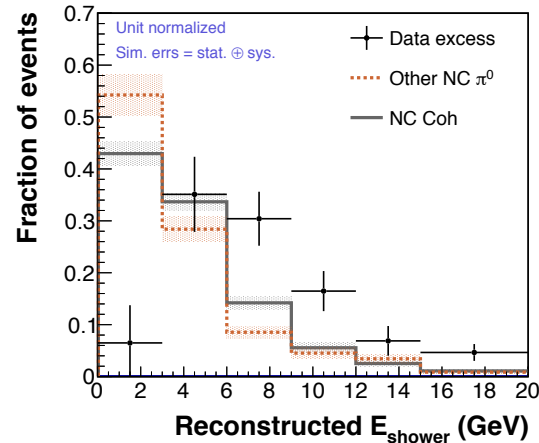 Unit normalized
Sim. errs = stat. ⊕ sys.
Data excess
Other NC π⁰
NC Coh
Fraction of events
0.7
0.6
0.5
0.4
0.3
0.2
0.1
0
0 2 4 6 8 10 12 14 16 18 20
Reconstructed E_shower (GeV)